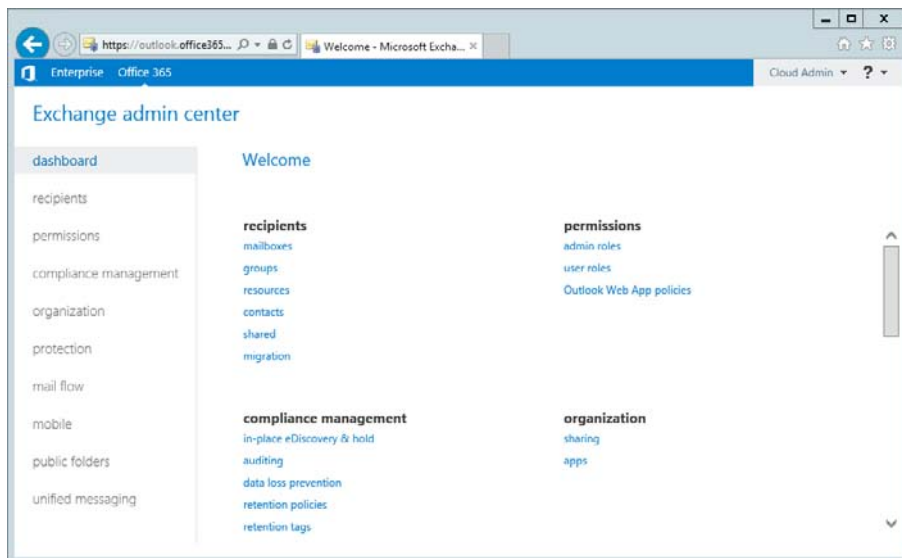 https://outlook.office365...
Welcome - Microsoft Excha...
Enterprise Office 365
Cloud Admin ?
Exchange admin center
dashboard
recipients
permissions
compliance management
organization
protection
mail flow
mobile
public folders
unified messaging
Welcome
recipients
mailboxes
groups
resources
contacts
shared
migration
permissions
admin roles
user roles
Outlook Web App policies
compliance management
in-place eDiscovery & hold
auditing
data loss prevention
retention policies
retention tags
organization
sharing
apps